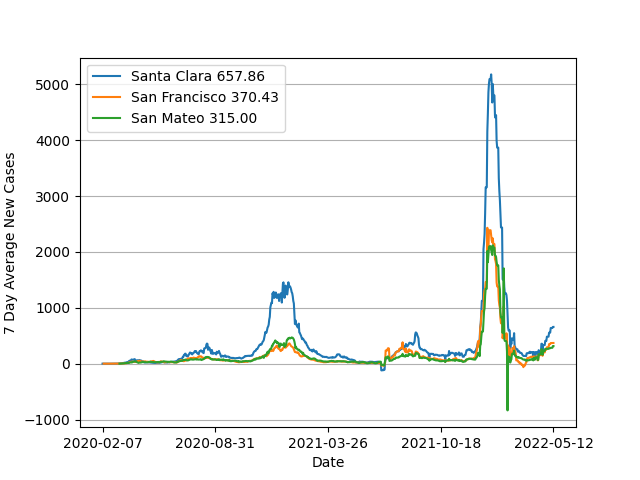 Santa Clara 657.86
San Francisco 370.43
San Mateo 315.00
7 Day Average New Cases
5000
4000
3000
2000
1000
0
−1000
2020-02-07 2020-08-31 2021-03-26 2021-10-18 2022-05-12
Date